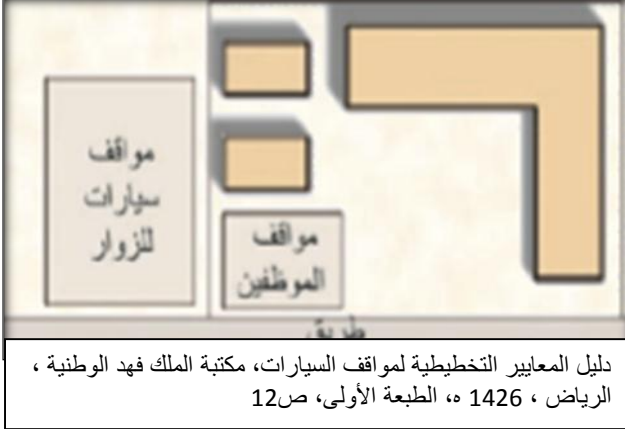 مواقف
سيارات
للزوار
مواقف
الموظفين
طريق
دليل المعايير التخطيطية لمواقف السيارات، مكتبة الملك فهد الوطنية ،
الرياض ، 1426 ه، الطبعة الأولى، ص12